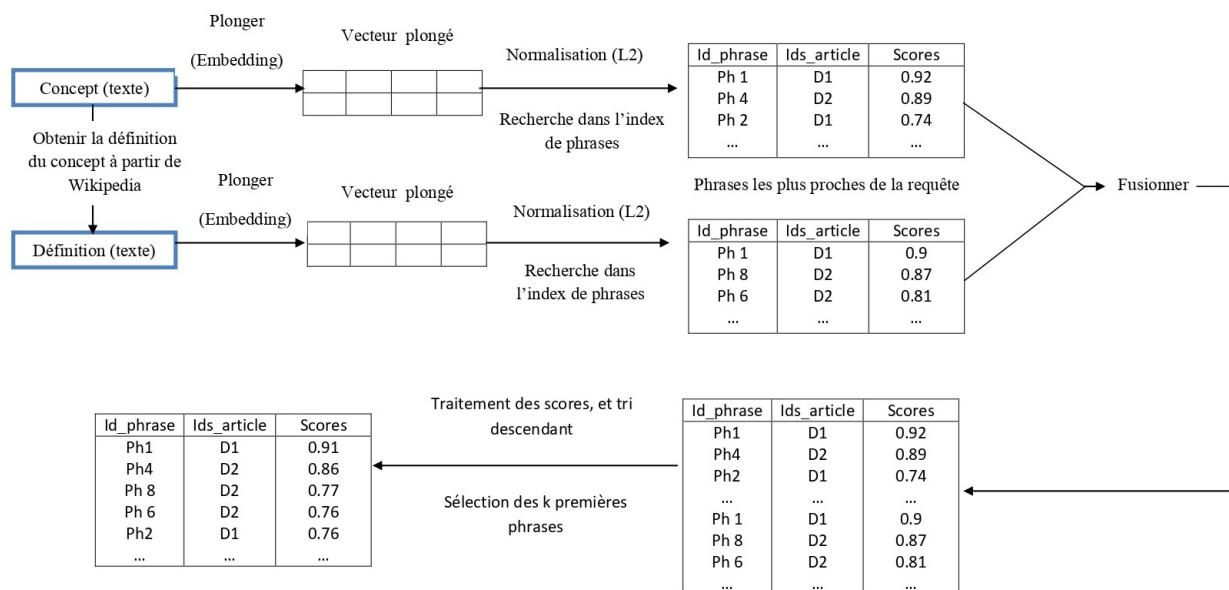 Plonger
(Embedding)
Vecteur plongé
Normalisation (L2)
Concept (texte)
Recherche dans l'index
de phrases
Id_phrase Ids_article Scores
Ph 1 D1 0.92
Ph 4 D2 0.89
Ph 2 D1 0.74
... ... ...
Obtenir la définition
du concept à partir de
Wikipedia
Phrases les plus proches de la requête
Fusionner
Plonger
(Embedding)
Vecteur plongé
Normalisation (L2)
Définition (texte)
Recherche dans
l'index de phrases
Id_phrase Ids_article Scores
Ph 1 D1 0.9
Ph 8 D2 0.87
Ph 6 D2 0.81
... ... ...
Id_phrase Ids_article Scores
Ph1 D1 0.91
Ph4 D2 0.86
Ph 8 D2 0.77
Ph 6 D2 0.76
Ph2 D1 0.76
... ... ...
Traitement des scores, et tri
descendant
Sélection des k premières
phrases
Id_phrase Ids_article Scores
Ph1 D1 0.92
Ph4 D2 0.89
Ph2 D1 0.74
... ... ...
Ph 1 D1 0.9
Ph 8 D2 0.87
Ph 6 D2 0.81
... ... ...